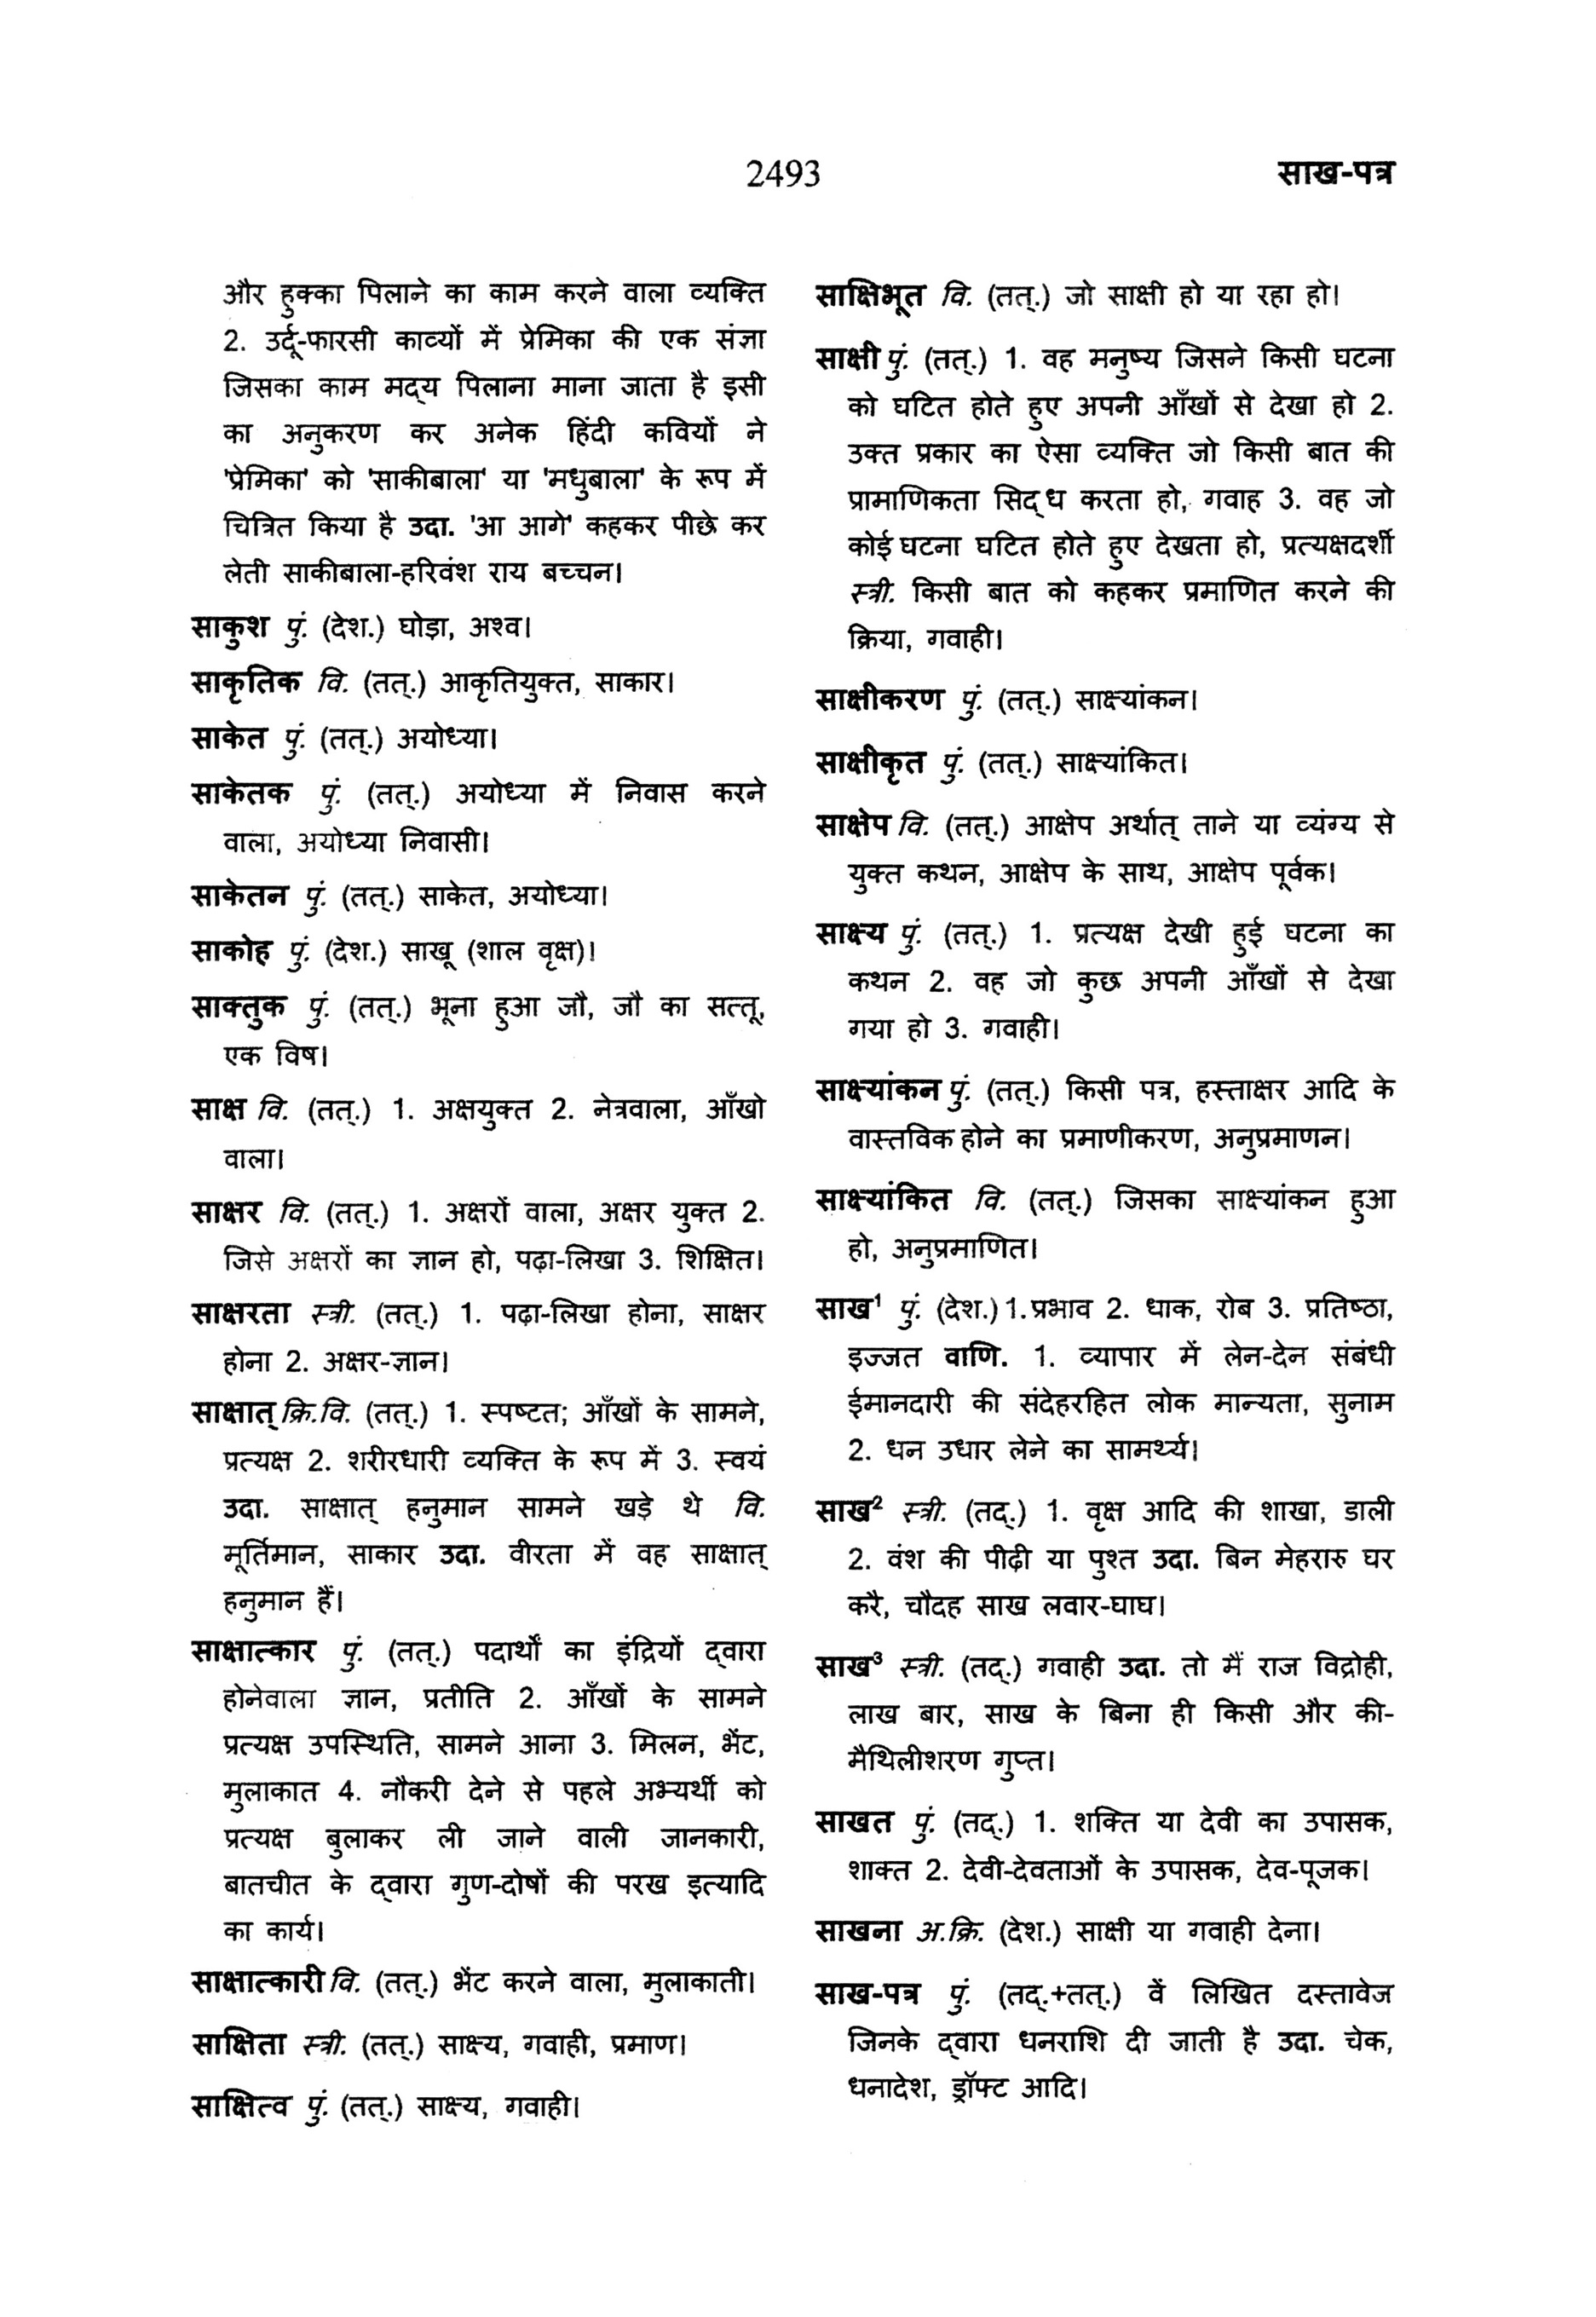 2493
साख-पत्र
और हुक्का पिलाने का काम करने वाला व्यक्ति
2. उर्दू-फारसी काव्यों में प्रेमिका की एक संज्ञा
जिसका काम मद्‌य पिलाना माना जाता है इसी
का अनुकरण कर अनेक हिंदी कवियों ने
'प्रेमिका' को 'साकीबाला' या 'मधुबाला' के रूप में
चित्रित किया है उदा. 'आ आगे' कहकर पीछे कर
लेती साकीबाला-हरिवंश राय बच्चन।
साकुश पुं. (देश.) घोड़ा, अश्व।
साकृतिक वि. (तत्.) आकृतियुक्त, साकार।
साकेत पुं. (तत्.) अयोध्या।
साकेतक पुं. (तत्.) अयोध्या में निवास करने
वाला, अयोध्या निवासी।
साकेतन पुं. (तत्.) साकेत, अयोध्या।
साकोह पुं. (देश.) साखू (शाल वृक्ष)।
साक्तुक पुं. (तत्.) भूना हुआ जौ, जौ का सत्तू,
एक विष।
साक्ष वि. (तत्.) 1. अक्षयुक्त 2. नेत्रवाला, आँखो
वाला।
साक्षर वि. (तत्.) 1. अक्षरों वाला, अक्षर युक्त 2.
जिसे अक्षरों का ज्ञान हो, पढ़ा-लिखा 3. शिक्षित।
साक्षरता स्त्री. (तत्.) 1. पढ़ा-लिखा होना, साक्षर
होना 2. अक्षर-ज्ञान।
साक्षात् क्रि.वि. (तत्.) 1. स्पष्टत; आँखों के सामने,
प्रत्यक्ष 2. शरीरधारी व्यक्ति के रूप में 3. स्वयं
उदा. साक्षात् हनुमान सामने खड़े थे वि.
मूर्तिमान, साकार उदा. वीरता में वह साक्षात्
हनुमान हैं।
साक्षात्कार पुं. (तत्.) पदार्थों का इंद्रियों द्‌वारा
होनेवाला ज्ञान, प्रतीति 2. आँखों के सामने
प्रत्यक्ष उपस्थिति, सामने आना 3. मिलन, भेंट,
मुलाकात 4. नौकरी देने से पहले अभ्यर्थी को
प्रत्यक्ष बुलाकर ली जाने वाली जानकारी,
बातचीत के द्‌वारा गुण-दोषों की परख इत्यादि
का कार्य।
साक्षात्कारी वि. (तत्.) भेंट करने वाला, मुलाकाती।
साक्षिता स्त्री. (तत्.) साक्ष्य, गवाही, प्रमाण।
साक्षित्व पुं. (तत्.) साक्ष्य, गवाही।
साक्षिभूत वि. (तत्.) जो साक्षी हो या रहा हो।
साक्षी पुं. (तत्.) 1. वह मनुष्य जिसने किसी घटना
को घटित होते हुए अपनी आँखों से देखा हो 2.
उक्त प्रकार का ऐसा व्यक्ति जो किसी बात की
प्रामाणिकता सिद्‌ध करता हो, गवाह 3. वह जो
कोई घटना घटित होते हुए देखता हो, प्रत्यक्षदर्शी
स्त्री. किसी बात को कहकर प्रमाणित करने की
क्रिया, गवाही।
साक्षीकरण पुं. (तत्.) साक्ष्यांकन।
साक्षीकृत पुं. (तत्.) साक्ष्यांकित।
साक्षेप वि. (तत्.) आक्षेप अर्थात् ताने या व्यंग्य से
युक्त कथन, आक्षेप के साथ, आक्षेप पूर्वक।
साक्ष्य पुं. (तत्.) 1. प्रत्यक्ष देखी हुई घटना का
कथन 2. वह जो कुछ अपनी आँखों से देखा
गया हो 3. गवाही।
साक्ष्यांकन पुं. (तत्.) किसी पत्र, हस्ताक्षर आदि के
वास्तविक होने का प्रमाणीकरण, अनुप्रमाणन।
साक्ष्यांकित वि. (तत्.) जिसका साक्ष्यांकन हुआ
हो, अनुप्रमाणित।
साख¹ पुं. (देश.) 1. प्रभाव 2. धाक, रोब 3. प्रतिष्ठा,
इज्जत वाणि. 1. व्यापार में लेन-देन संबंधी
ईमानदारी की संदेहरहित लोक मान्यता, सुनाम
2. धन उधार लेने का सामर्थ्य।
साख² स्त्री. (तद्.) 1. वृक्ष आदि की शाखा, डाली
2. वंश की पीढ़ी या पुश्त उदा. बिन मेहरारु घर
करै, चौदह साख लवार-घाघ।
साख³ स्त्री. (तद्.) गवाही उदा. तो मैं राज विद्रोही,
लाख बार, साख के बिना ही किसी और की-
मैथिलीशरण गुप्त।
साखत पुं. (तद्.) 1. शक्ति या देवी का उपासक,
शाक्त 2. देवी-देवताओं के उपासक, देव-पूजक।
साखना अ.क्रि. (देश.) साक्षी या गवाही देना।
साख-पत्र पुं. (तद्.+तत्.) वें लिखित दस्तावेज
जिनके द्‌वारा धनराशि दी जाती है उदा. चेक,
धनादेश, ड्रॉफ्ट आदि।